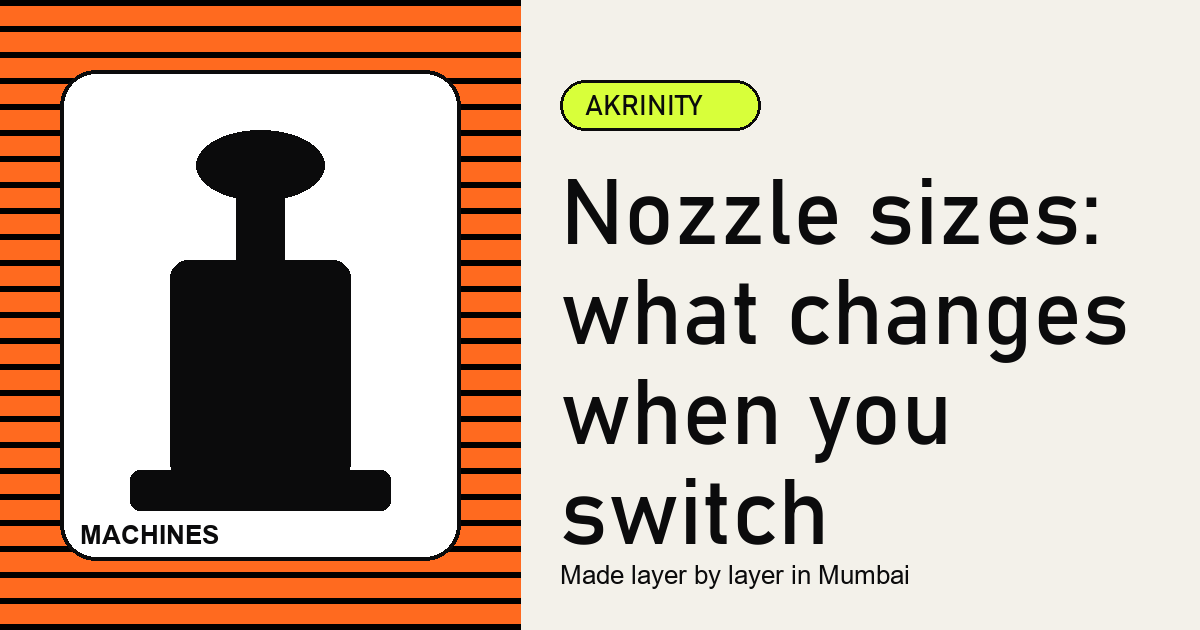 MACHINES
AKRINITY
Nozzle sizes:
what changes
when you
switch
Made layer by layer in Mumbai